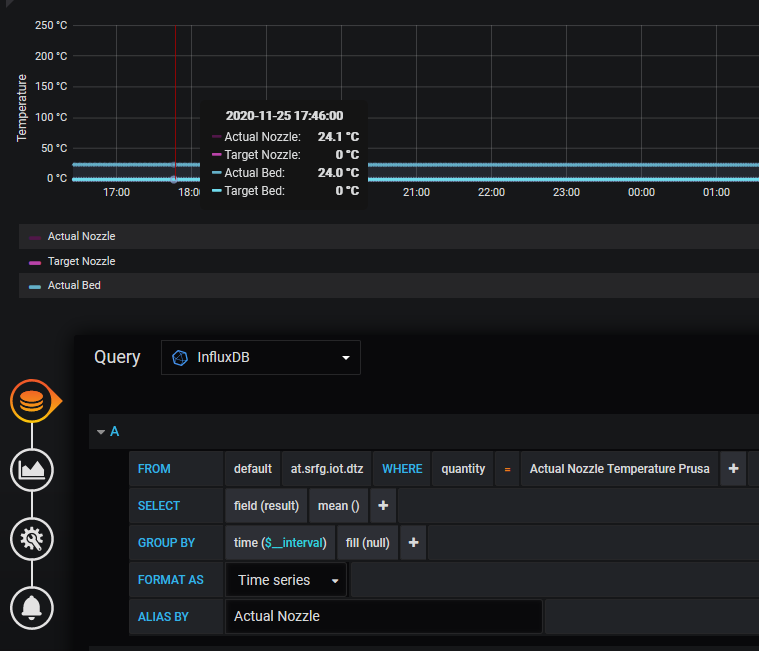 250 °C
200 °C
150 °C
100 °C
50 °C
0 °C
Temperature
2020-11-25 17:46:00
Actual Nozzle: 24.1 °C
Target Nozzle: 0 °C
Actual Bed: 24.0 °C
Target Bed: 0 °C
17:00 18:0 21:00 22:00 23:00 00:00 01:00
Actual Nozzle
Target Nozzle
Actual Bed
Query InfluxDB
A
FROM default at.srfg.iot.dtz WHERE quantity = Actual Nozzle Temperature Prusa +
SELECT field (result) mean () +
GROUP BY time ($__interval) fill (null) +
FORMAT AS Time series
ALIAS BY Actual Nozzle